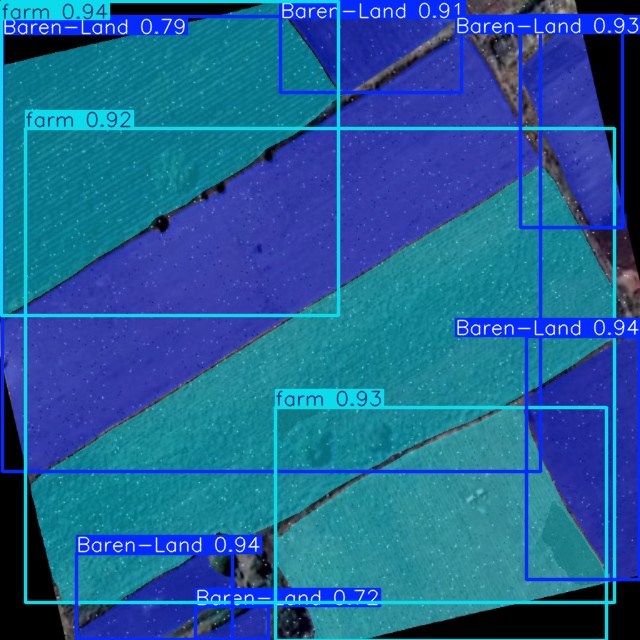 farm 0.94
Baren-Land 0.91
Baren-Land 0.79
Baren-Land 0.93
farm 0.92
Baren-Land 0.94
farm 0.93
Baren-Land 0.94
Baren-Land 0.72